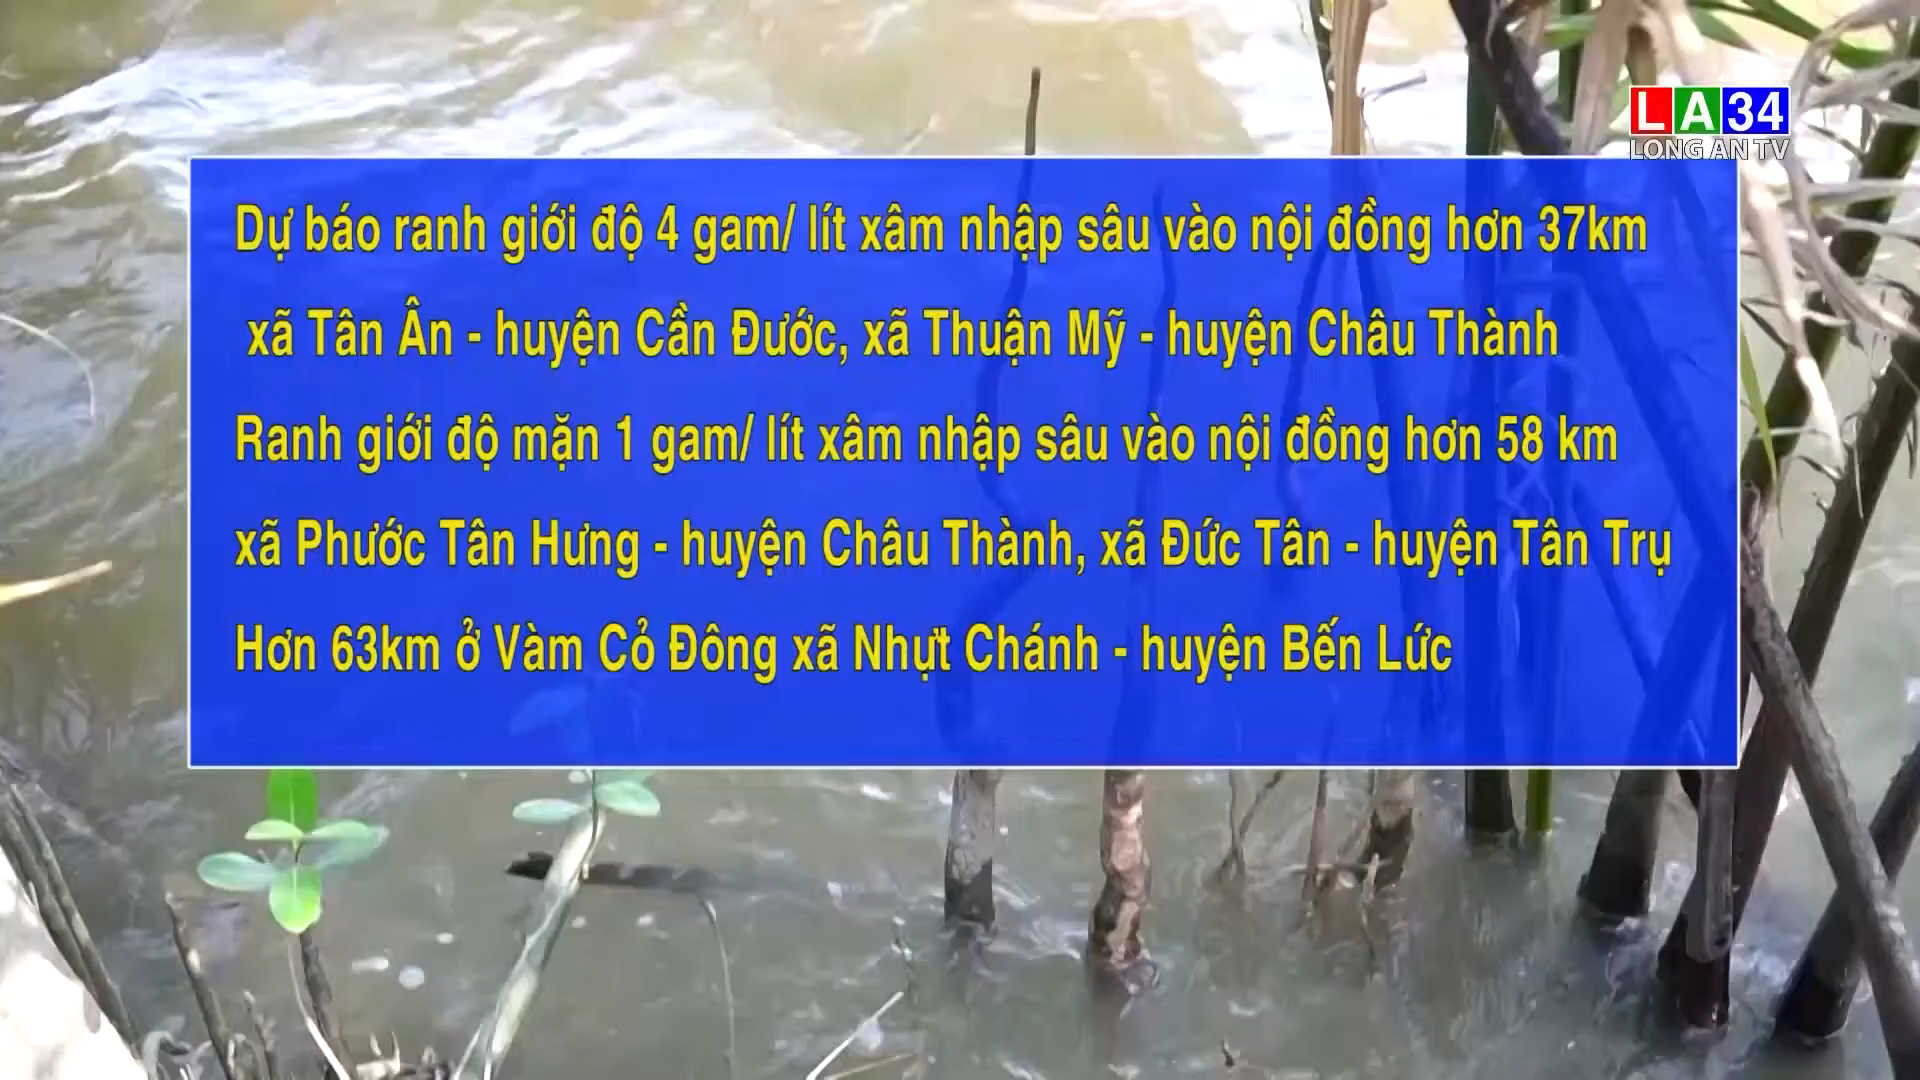 LA34
LONG AN TV
Dự báo ranh giới độ 4 gam/ lít xâm nhập sâu vào nội đồng hơn 37km
xã Tân Ân - huyện Cần Đước, xã Thuận Mỹ - huyện Châu Thành
Ranh giới độ mặn 1 gam/ lít xâm nhập sâu vào nội đồng hơn 58 km
xã Phước Tân Hưng - huyện Châu Thành, xã Đức Tân - huyện Tân Trụ
Hơn 63km ở Vàm Cỏ Đông xã Nhựt Chánh - huyện Bến Lức